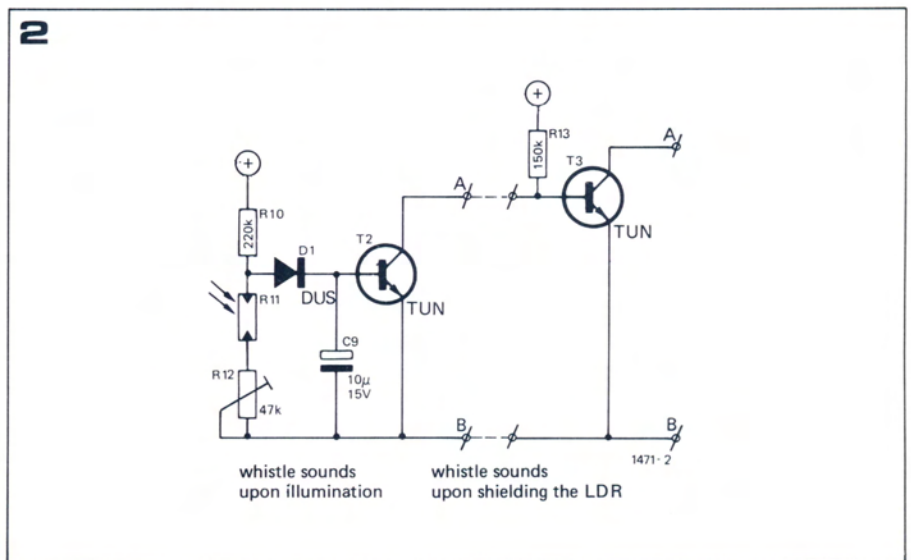 2
+
R13
150k
A
T3
TUN
+
R10
220k
A
T2
D1
DUS
TUN
R11
C9
10µ
15V
R12
47k
B
B
1471-2
whistle sounds
upon illumination
whistle sounds
upon shielding the LDR